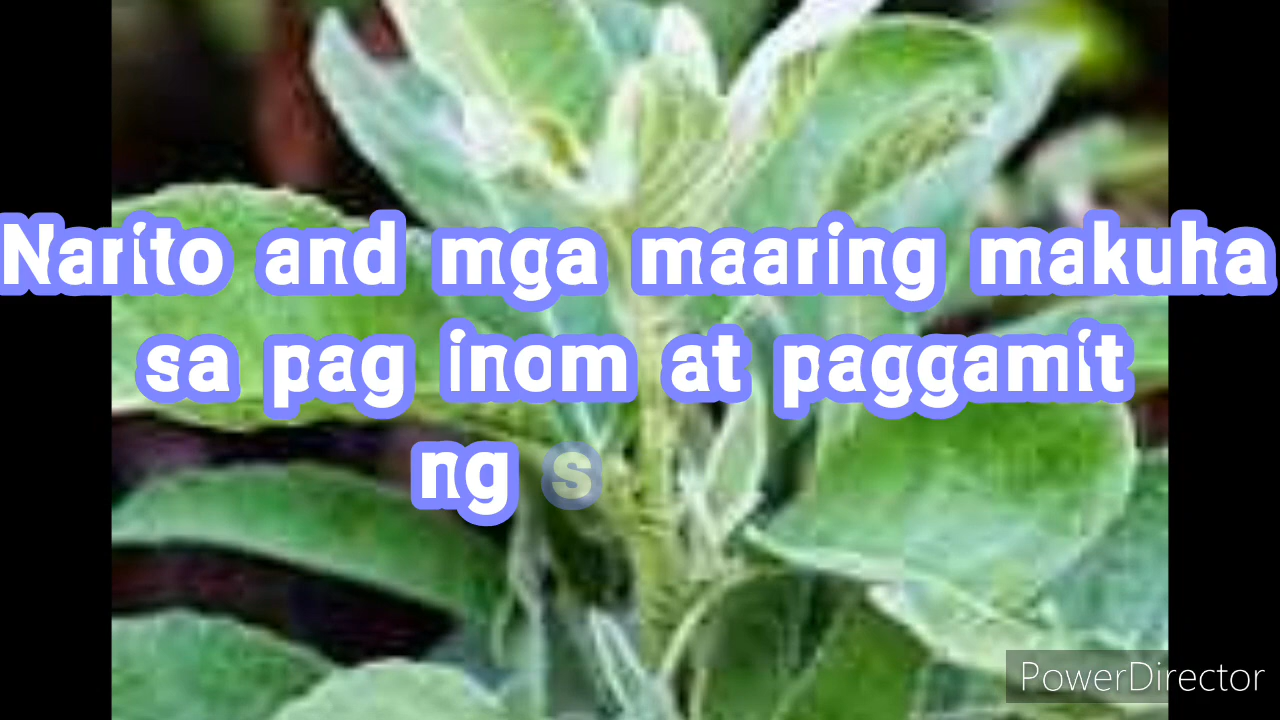 Narito and mga maaring makuha
sa pag inom at paggamit
ng s
PowerDirector